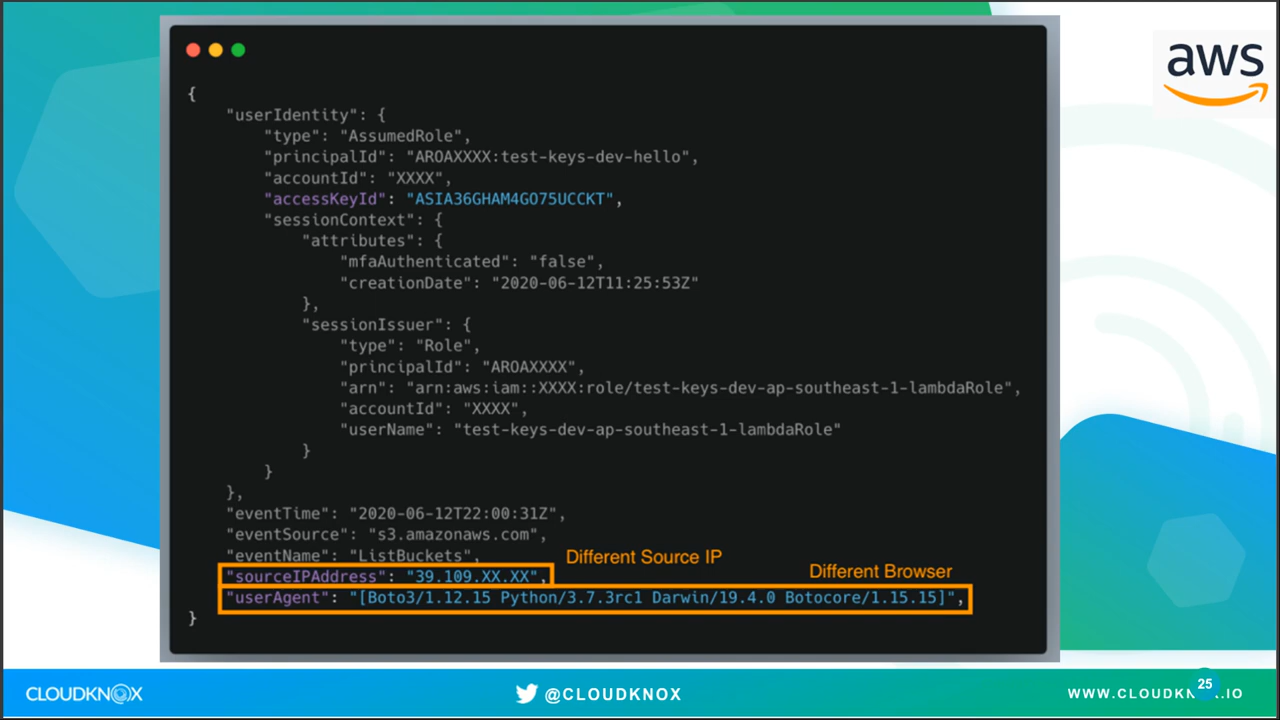 aws
{
"userIdentity": {
"type": "AssumedRole",
"principalId": "AROAXXXX:test-keys-dev-hello",
"accountId": "XXXX",
"accessKeyId": "ASIA36GHAM4GO75UCCKT",
"sessionContext": {
"attributes": {
"mfaAuthenticated": "false",
"creationDate": "2020-06-12T11:25:53Z"
},
"sessionIssuer": {
"type": "Role",
"principalId": "AROAXXXX",
"arn": "arn:aws:iam::XXXX:role/test-keys-dev-ap-southeast-1-lambdaRole",
"accountId": "XXXX",
"userName": "test-keys-dev-ap-southeast-1-lambdaRole"
}
}
},
"eventTime": "2020-06-12T22:00:31Z",
"eventSource": "s3.amazonaws.com",
"eventName": "ListBuckets",
Different Source IP
"sourceIPAddress": "39.109.XX.XX",
Different Browser
"userAgent": "[Boto3/1.12.15 Python/3.7.3rc1 Darwin/19.4.0 Botocore/1.15.15]",
}
CLOUDKNOX
@CLOUDKNOX
25